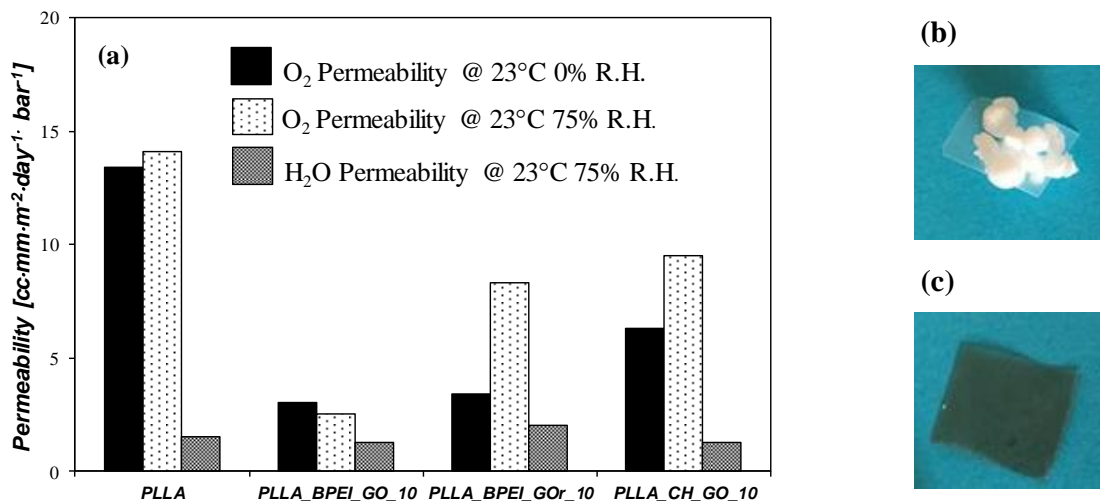 20
15
10
5
0
Permeability [cc·mm·m⁻²·day⁻¹· bar⁻¹]
(a)
O₂ Permeability @ 23°C 0% R.H.
O₂ Permeability @ 23°C 75% R.H.
H₂O Permeability @ 23°C 75% R.H.
PLLA PLLA_BPEI_GO_10 PLLA_BPEI_GOr_10 PLLA_CH_GO_10
(b)
(c)